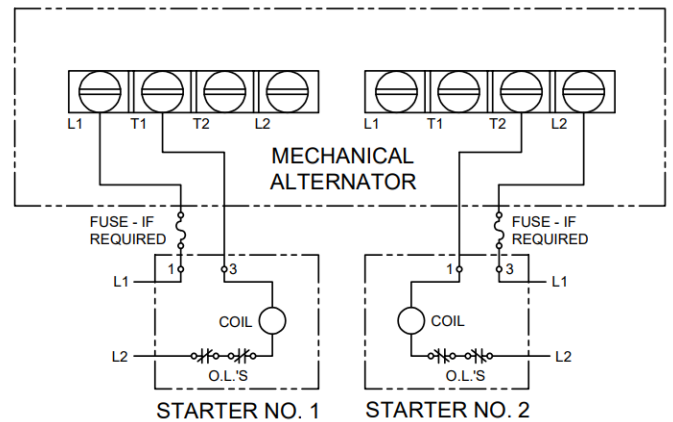 L1 T1 T2 L2 L1 T1 T2 L2
MECHANICAL
ALTERNATOR
FUSE - IF
REQUIRED
FUSE - IF
REQUIRED
1 3 1 3
L1 L1
COIL COIL
L2 L2
O.L.'S O.L.'S
STARTER NO. 1 STARTER NO. 2